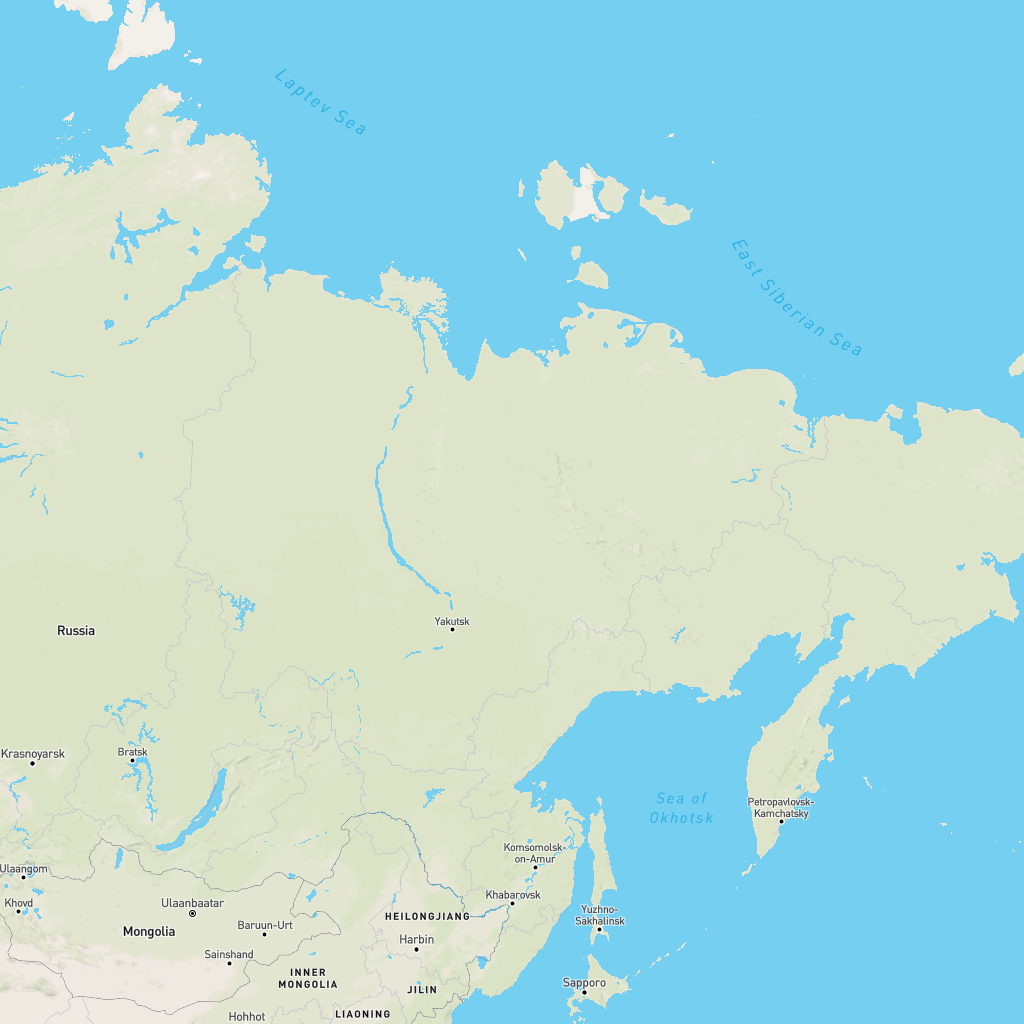 Laptev Sea
East Siberian Sea
Yakutsk
Russia
Krasnoyarsk
Bratsk
Sea of
Okhotsk
Petropavlovsk-
Kamchatsky
Komsomolsk-
on-Amur
Ulaangom
Khabarovsk
Khovd
Ulaanbaatar
HEILONGJIANG
Yuzhno-
Sakhalinsk
Baruun-Urt
Mongolia
Harbin
Sainshand
INNER
MONGOLIA
Sapporo
JILIN
Hohhot
LIAONING